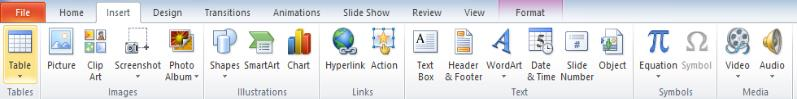 File Home Insert Design Transitions Animations Slide Show Review View Format
Table Picture Clip Art Screenshot Photo Album Shapes SmartArt Chart Hyperlink Action Text Box Header & Footer WordArt Date & Time Slide Number Object Equation Symbol Video Audio
Tables Images Illustrations Links Text Symbols Media